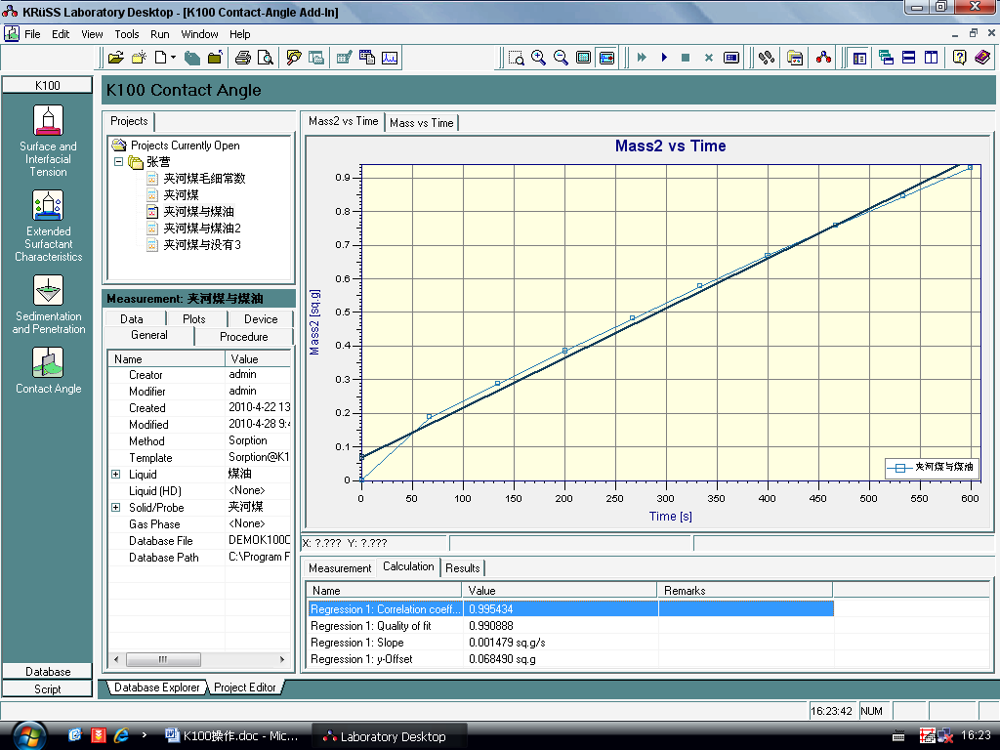 KRüSS Laboratory Desktop - [K100 Contact-Angle Add-In]
File Edit View Tools Run Window Help
K100
Surface and Interfacial Tension
Extended Surfactant Characteristics
Sedimentation and Penetration
Contact Angle
Database
Script
K100 Contact Angle
Projects
Projects Currently Open
张营
夹河煤毛细常数
夹河煤
夹河煤与煤油
夹河煤与煤油2
夹河煤与没有3
Measurement: 夹河煤与煤油
Data Plots Device
General Procedure
Name Value
Creator admin
Modifier admin
Created 2010-4-22 13
Modified 2010-4-28 9:4
Method Sorption
Template Sorption@K1
Liquid 煤油
Liquid (HD) <None>
Solid/Probe 夹河煤
Gas Phase <None>
Database File DEMOK100C
Database Path C:\Program F
Database Explorer Project Editor
Mass2 vs Time Mass vs Time
Mass2 vs Time
Mass2 [sq.g]
0.9
0.8
0.7
0.6
0.5
0.4
0.3
0.2
0.1
0
0 50 100 150 200 250 300 350 400 450 500 550 600
Time [s]
夹河煤与煤油
X: ?.??? Y: ?.???
Measurement Calculation Results
Name Value Remarks
Regression 1: Correlation coeff... 0.995434
Regression 1: Quality of fit 0.990888
Regression 1: Slope 0.001479 sq.g/s
Regression 1: y-Offset 0.068490 sq.g
16:23:42 NUM
K100操作.doc - Mic... Laboratory Desktop 16:23